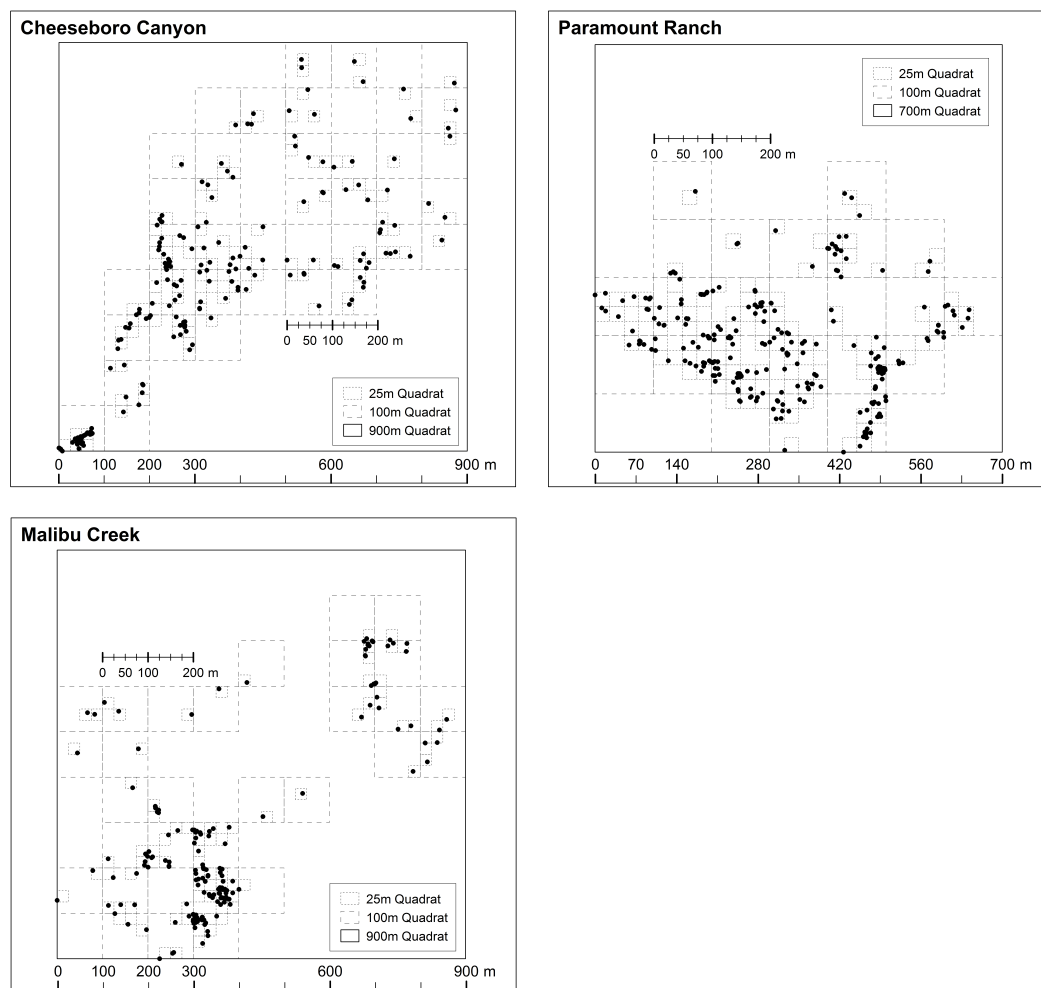 Cheeseboro Canyon
0 50 100 200 m
25m Quadrat
100m Quadrat
900m Quadrat
0 100 200 300 600 900 m
Paramount Ranch
25m Quadrat
100m Quadrat
700m Quadrat
0 50 100 200 m
0 70 140 280 420 560 700 m
Malibu Creek
0 50 100 200 m
25m Quadrat
100m Quadrat
900m Quadrat
0 100 200 300 600 900 m